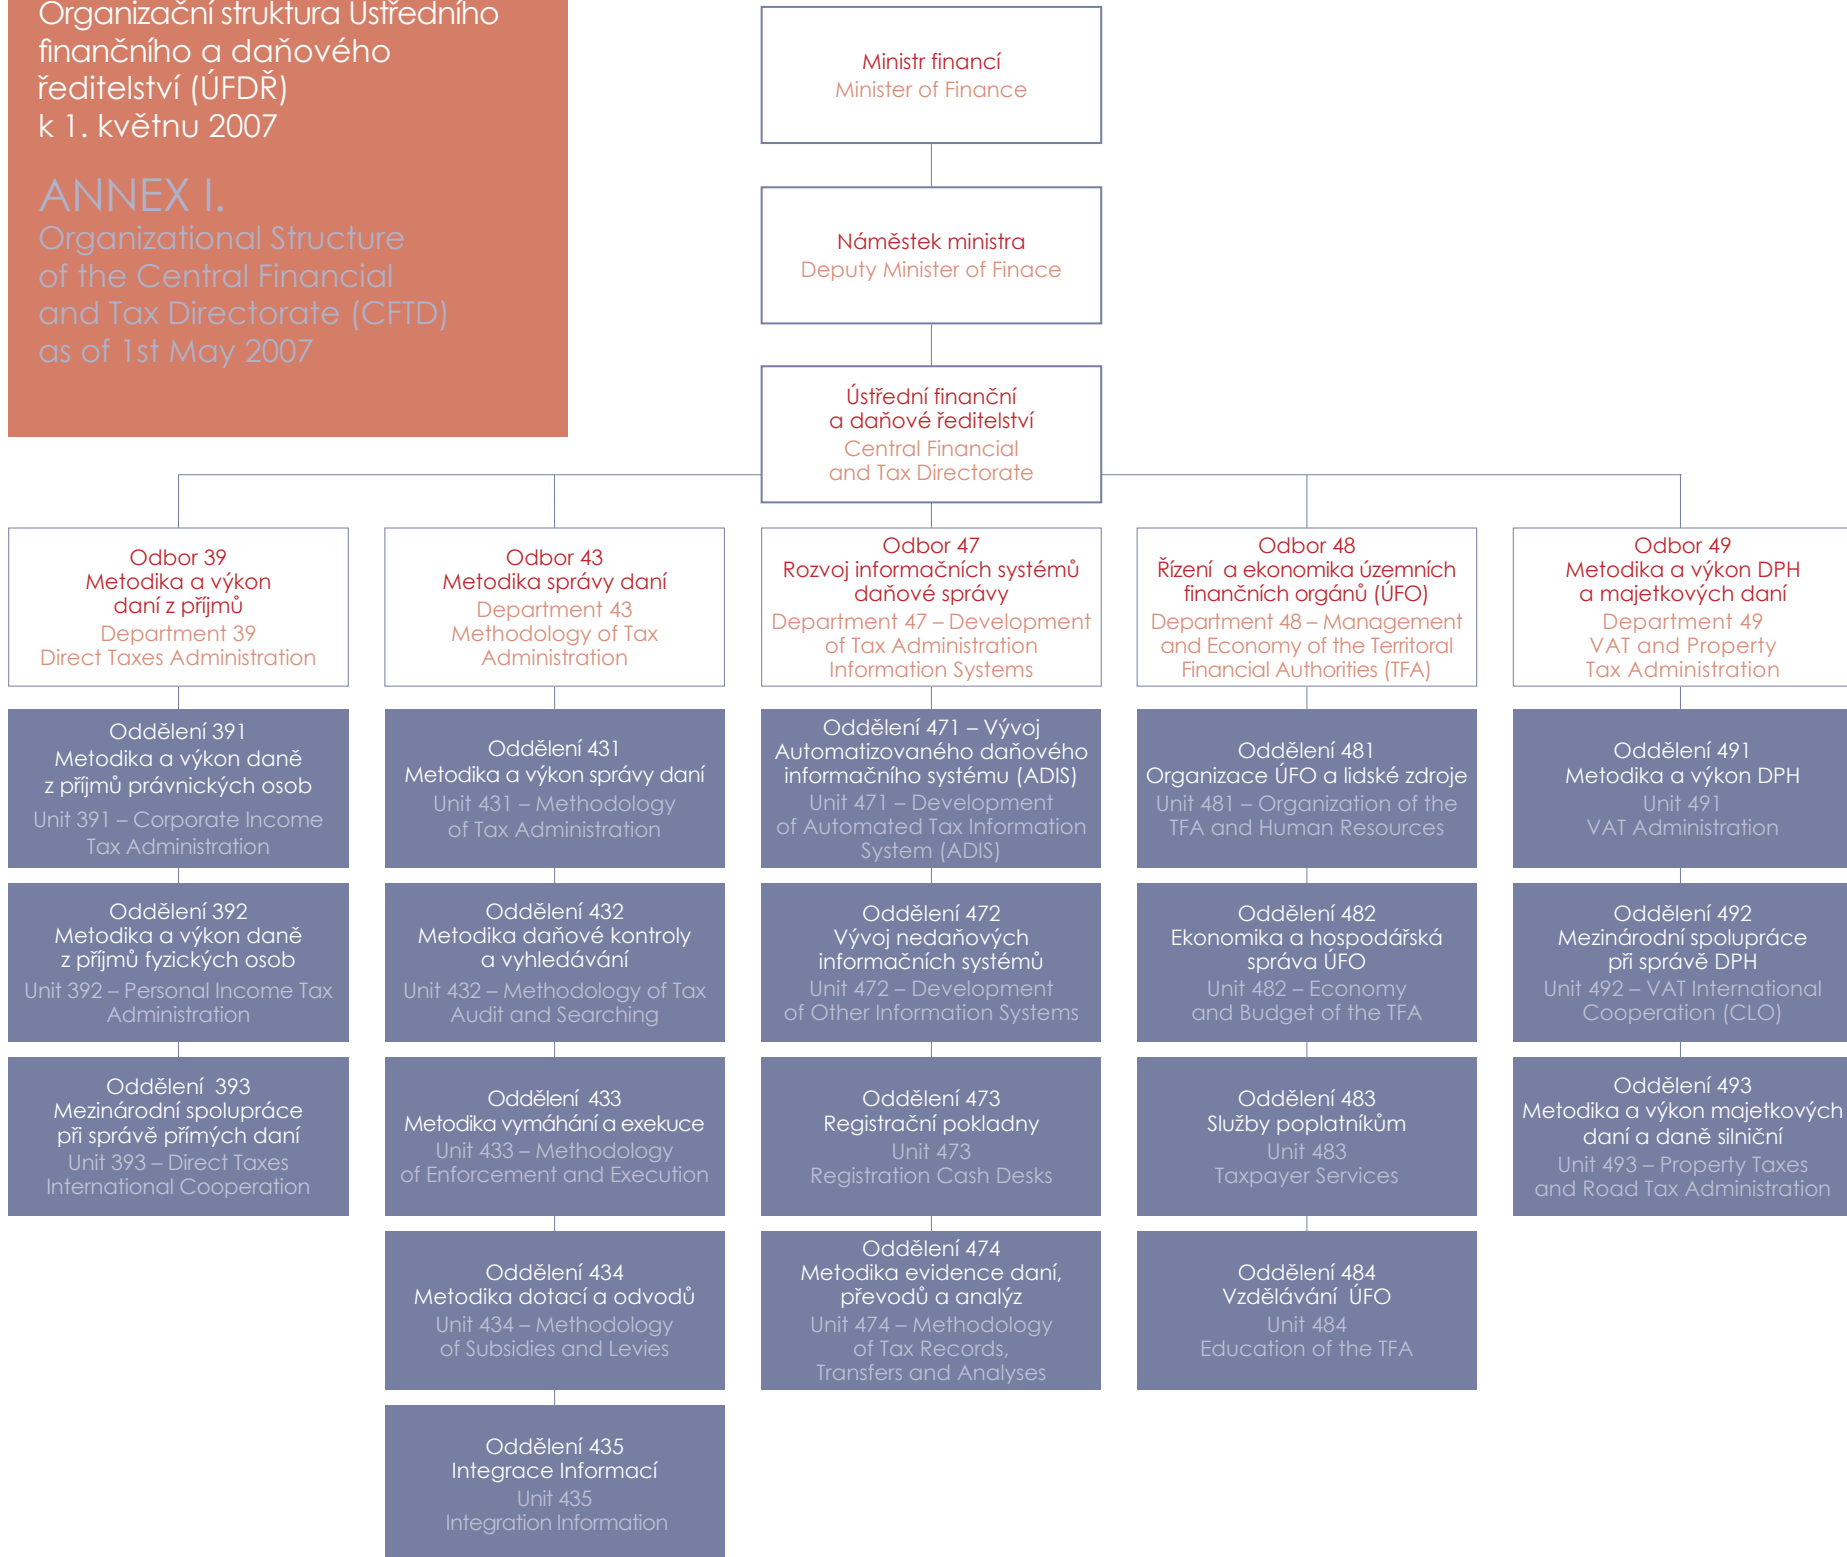 Organizační struktura Ústředního
finančního a daňového
ředitelství (ÚFDŘ)
k 1. květnu 2007
ANNEX I.
Organizational Structure
of the Central Financial
and Tax Directorate (CFTD)
as of 1st May 2007
Ministr financí
Minister of Finance
Náměstek ministra
Deputy Minister of Finace
Ústřední finanční
a daňové ředitelství
Central Financial
and Tax Directorate
Odbor 39
Metodika a výkon
daní z příjmů
Department 39
Direct Taxes Administration
Oddělení 391
Metodika a výkon daně
z příjmů právnických osob
Unit 391 – Corporate Income
Tax Administration
Oddělení 392
Metodika a výkon daně
z příjmů fyzických osob
Unit 392 – Personal Income Tax
Administration
Oddělení 393
Mezinárodní spolupráce
při správě přímých daní
Unit 393 – Direct Taxes
International Cooperation
Odbor 43
Metodika správy daní
Department 43
Methodology of Tax
Administration
Oddělení 431
Metodika a výkon správy daní
Unit 431 – Methodology
of Tax Administration
Oddělení 432
Metodika daňové kontroly
a vyhledávání
Unit 432 – Methodology of Tax
Audit and Searching
Oddělení 433
Metodika vymáhání a exekuce
Unit 433 – Methodology
of Enforcement and Execution
Oddělení 434
Metodika dotací a odvodů
Unit 434 – Methodology
of Subsidies and Levies
Oddělení 435
Integrace Informací
Unit 435
Integration Information
Odbor 47
Rozvoj informačních systémů
daňové správy
Department 47 – Development
of Tax Administration
Information Systems
Oddělení 471 – Vývoj
Automatizovaného daňového
informačního systému (ADIS)
Unit 471 – Development
of Automated Tax Information
System (ADIS)
Oddělení 472
Vývoj nedaňových
informačních systémů
Unit 472 – Development
of Other Information Systems
Oddělení 473
Registrační pokladny
Unit 473
Registration Cash Desks
Oddělení 474
Metodika evidence daní,
převodů a analýz
Unit 474 – Methodology
of Tax Records,
Transfers and Analyses
Odbor 48
Řízení a ekonomika územních
finančních orgánů (ÚFO)
Department 48 – Management
and Economy of the Territoral
Financial Authorities (TFA)
Oddělení 481
Organizace ÚFO a lidské zdroje
Unit 481 – Organization of the
TFA and Human Resources
Oddělení 482
Ekonomika a hospodářská
správa ÚFO
Unit 482 – Economy
and Budget of the TFA
Oddělení 483
Služby poplatníkům
Unit 483
Taxpayer Services
Oddělení 484
Vzdělávání ÚFO
Unit 484
Education of the TFA
Odbor 49
Metodika a výkon DPH
a majetkových daní
Department 49
VAT and Property
Tax Administration
Oddělení 491
Metodika a výkon DPH
Unit 491
VAT Administration
Oddělení 492
Mezinárodní spolupráce
při správě DPH
Unit 492 – VAT International
Cooperation (CLO)
Oddělení 493
Metodika a výkon majetkových
daní a daně silniční
Unit 493 – Property Taxes
and Road Tax Administration